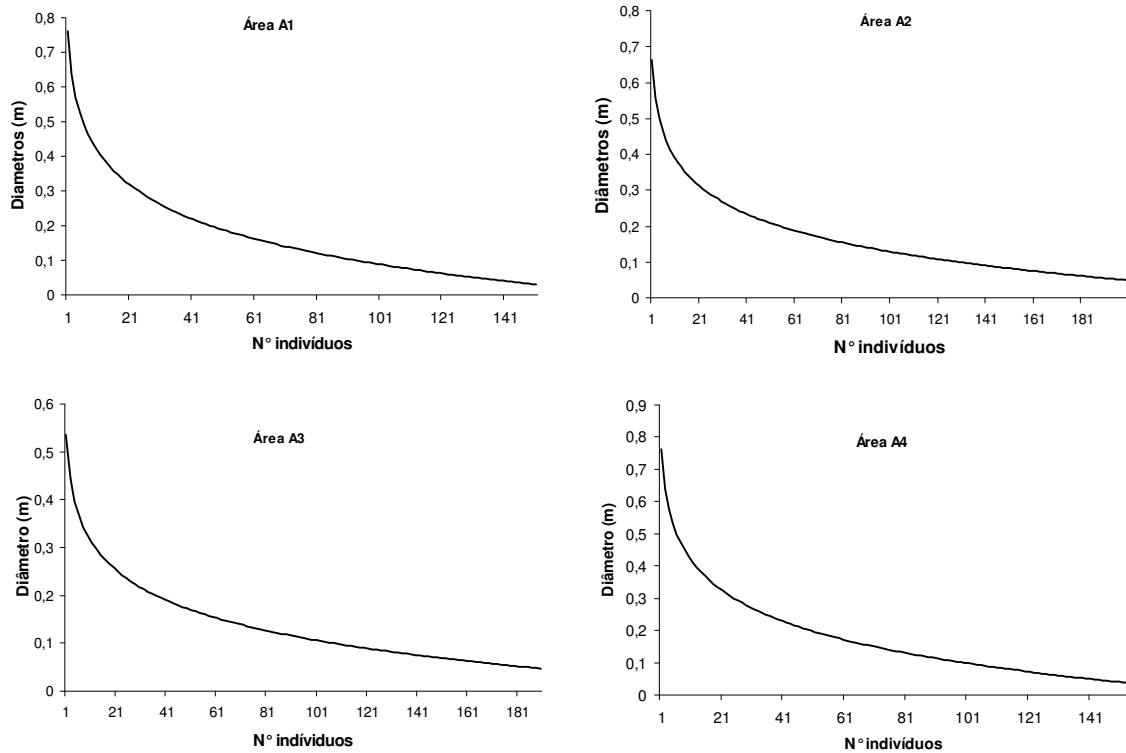 Área A1
Diametros (m)
0,8
0,7
0,6
0,5
0,4
0,3
0,2
0,1
0
1 21 41 61 81 101 121 141
N° indivíduos
Área A2
Diâmetros (m)
0,8
0,7
0,6
0,5
0,4
0,3
0,2
0,1
0
1 21 41 61 81 101 121 141 161 181
N° indivíduos
Área A3
Diâmetro (m)
0,6
0,5
0,4
0,3
0,2
0,1
0
1 21 41 61 81 101 121 141 161 181
N° indíviduos
Área A4
Diâmetro (m)
0,9
0,8
0,7
0,6
0,5
0,4
0,3
0,2
0,1
0
1 21 41 61 81 101 121 141
N° indivíduos